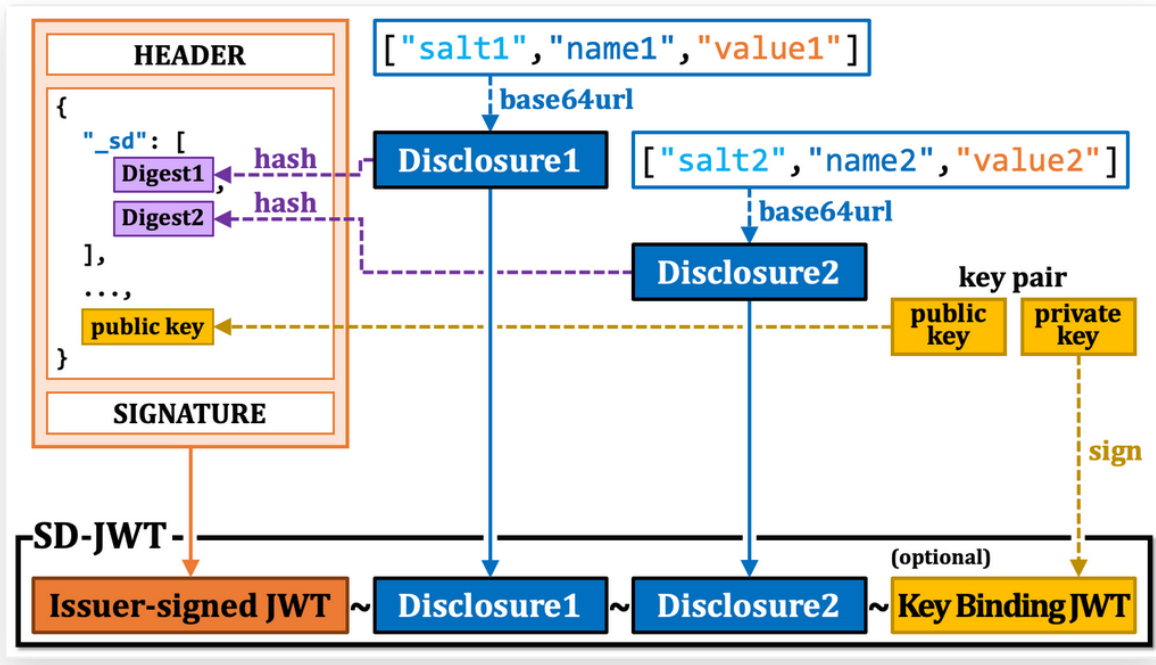 HEADER
{
"_sd": [
Digest1,
Digest2
],
...,
public key
}
SIGNATURE
["salt1","name1","value1"]
base64url
Disclosure1
hash
["salt2","name2","value2"]
base64url
Disclosure2
hash
key pair
public
key
private
key
sign
SD-JWT
(optional)
Issuer-signed JWT ~ Disclosure1 ~ Disclosure2 ~ Key Binding JWT